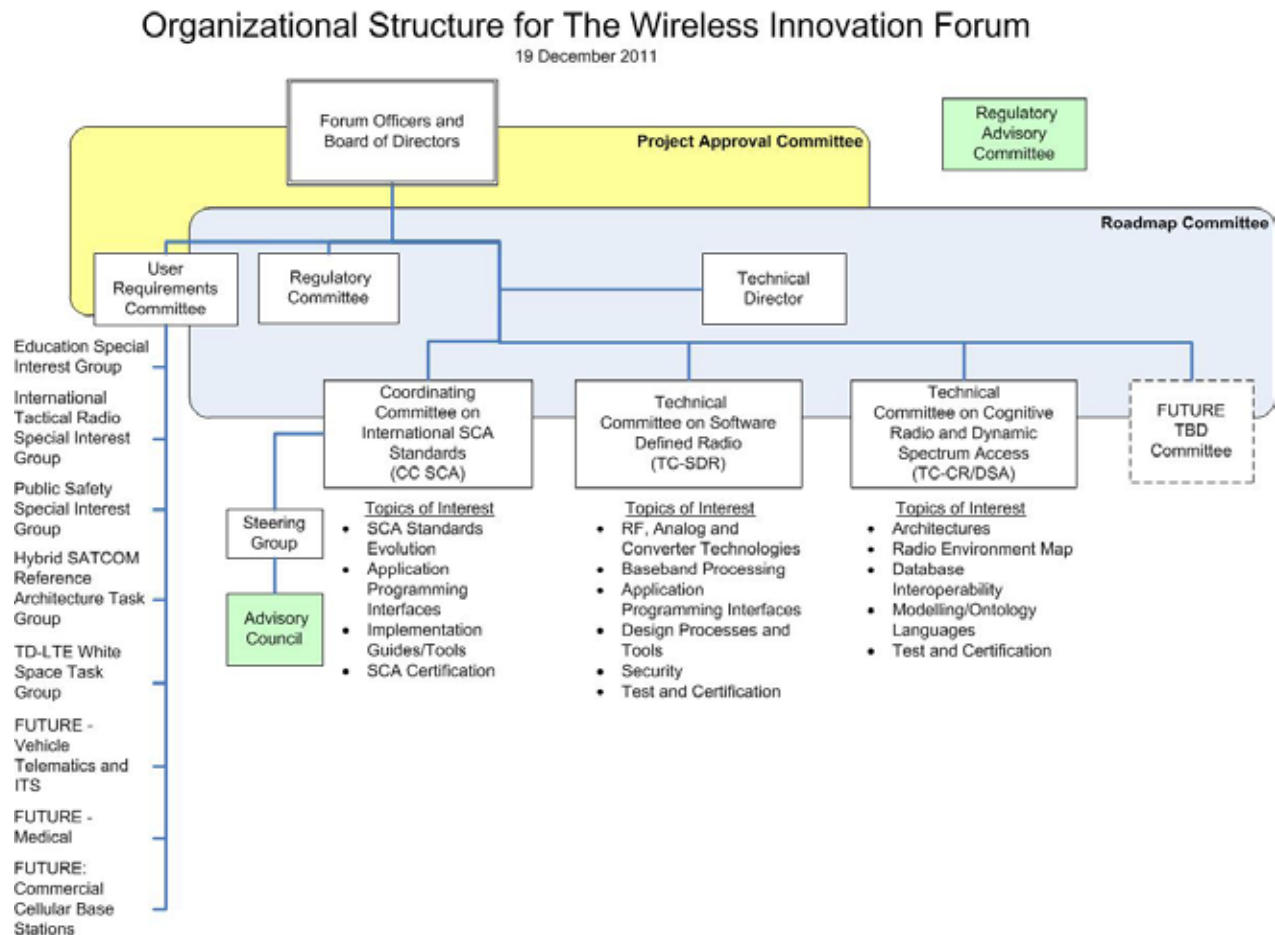 Organizational Structure for The Wireless Innovation Forum
19 December 2011
Forum Officers and
Board of Directors
Project Approval Committee
Regulatory
Advisory
Committee
Roadmap Committee
User
Requirements
Committee
Regulatory
Committee
Technical
Director
Education Special
Interest Group
International
Tactical Radio
Special Interest
Group
Public Safety
Special Interest
Group
Hybrid SATCOM
Reference
Architecture Task
Group
TD-LTE White
Space Task
Group
FUTURE -
Vehicle
Telematics and
ITS
FUTURE -
Medical
FUTURE:
Commercial
Cellular Base
Stations
Coordinating
Committee on
International SCA
Standards
(CC SCA)
Steering
Group
Advisory
Council
Topics of Interest
• SCA Standards
Evolution
• Application
Programming
Interfaces
• Implementation
Guides/Tools
• SCA Certification
Technical
Committee on Software
Defined Radio
(TC-SDR)
Topics of Interest
• RF, Analog and
Converter Technologies
• Baseband Processing
• Application
Programming Interfaces
• Design Processes and
Tools
• Security
• Test and Certification
Technical
Committee on Cognitive
Radio and Dynamic
Spectrum Access
(TC-CR/DSA)
Topics of Interest
• Architectures
• Radio Environment Map
• Database
Interoperability
• Modelling/Ontology
Languages
• Test and Certification
FUTURE
TBD
Committee